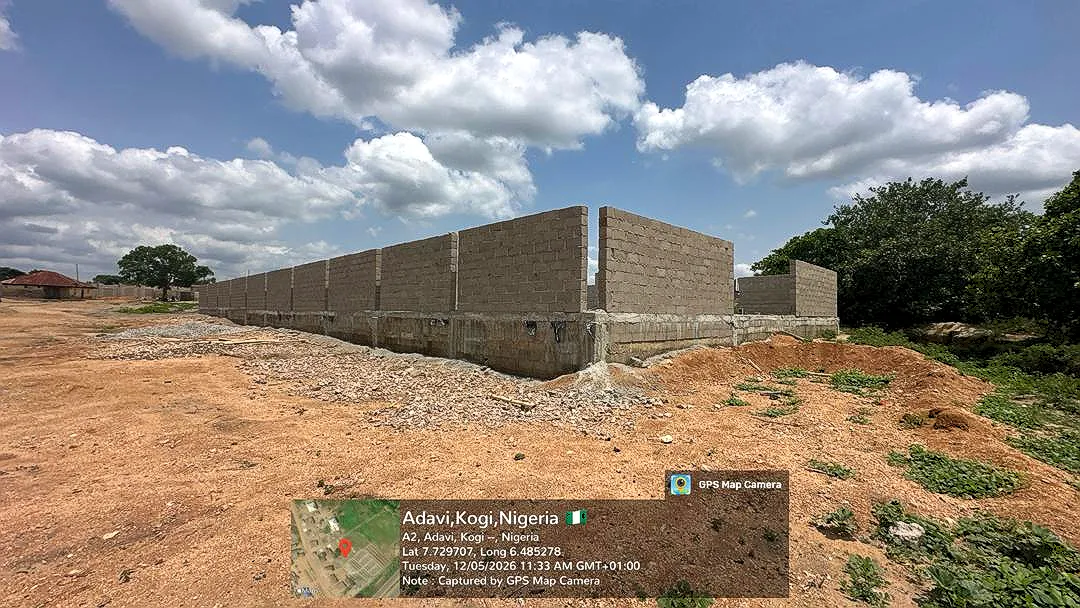 GPS Map Camera
Adavi,Kogi,Nigeria
A2, Adavi, Kogi —, Nigeria
Lat 7.729707, Long 6.485278.
Tuesday, 12/05/2026 11:33 AM GMT+01:00
Note : Captured by GPS Map Camera